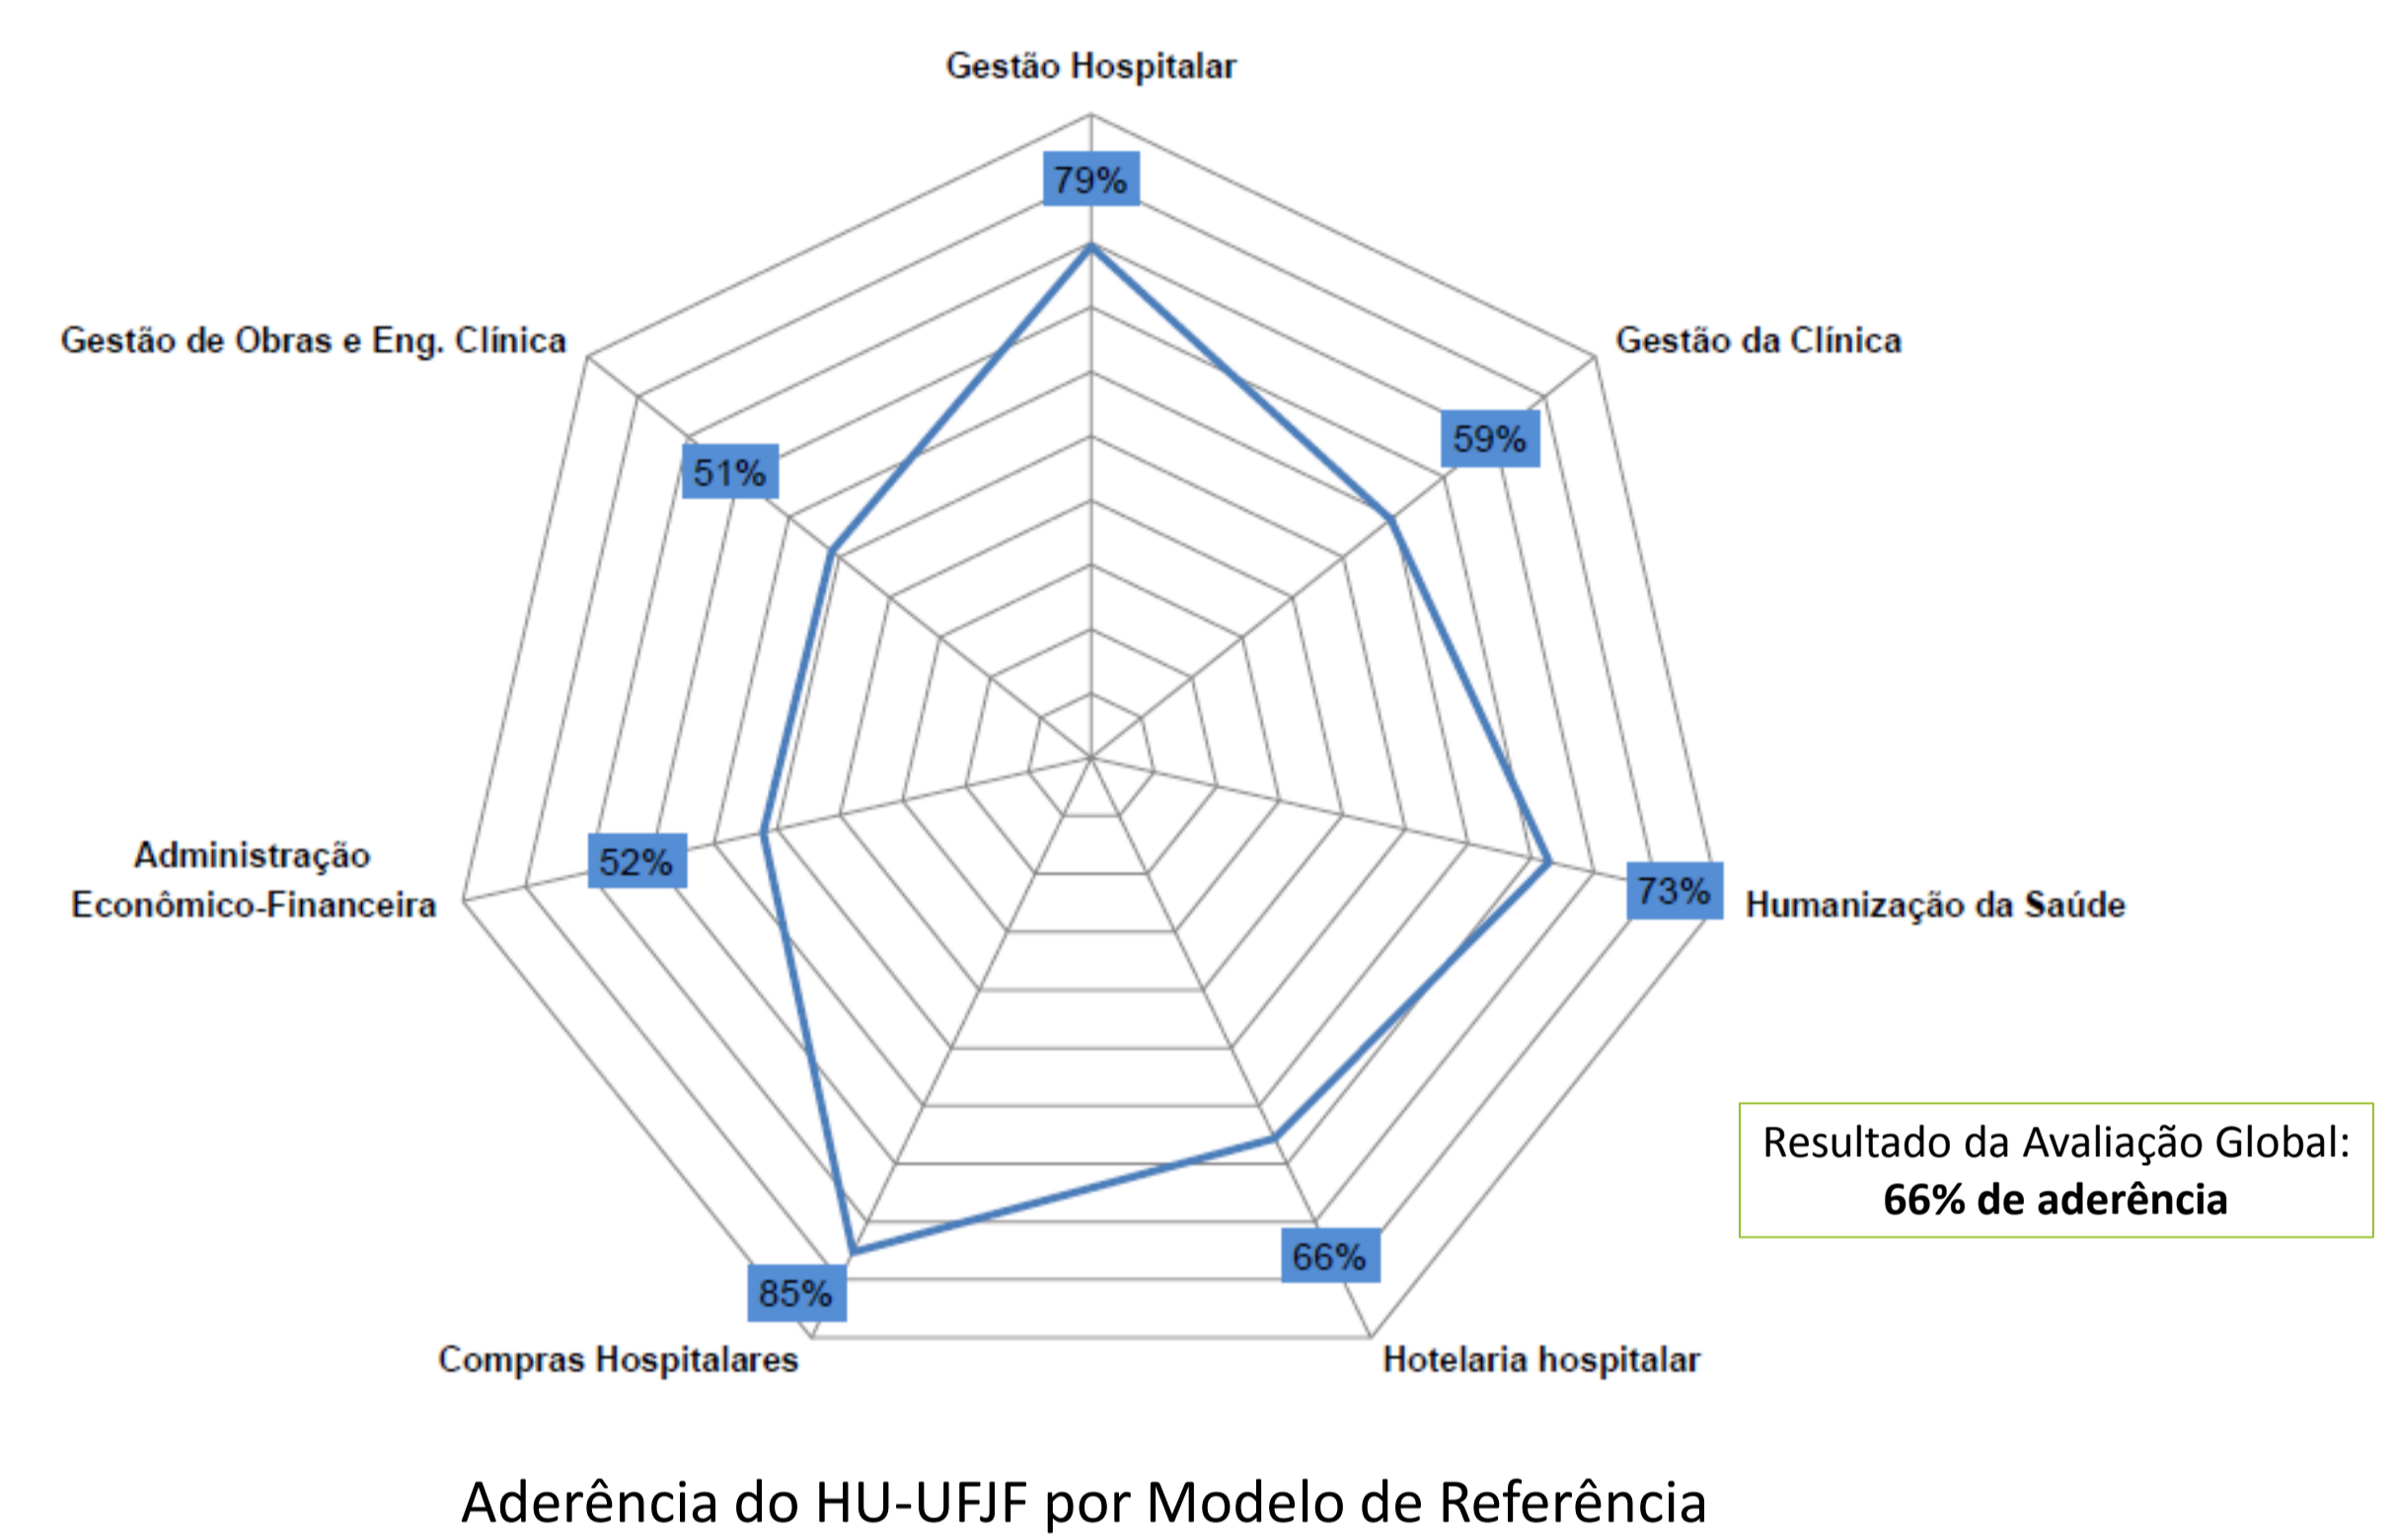 Gestão Hospitalar
79%
Gestão de Obras e Eng. Clínica
Gestão da Clínica
59%
51%
Administração
Econômico-Financeira
52%
73%
Humanização da Saúde
Resultado da Avaliação Global:
66% de aderência
66%
85%
Compras Hospitalares
Hotelaria hospitalar
Aderência do HU-UFJF por Modelo de Referência